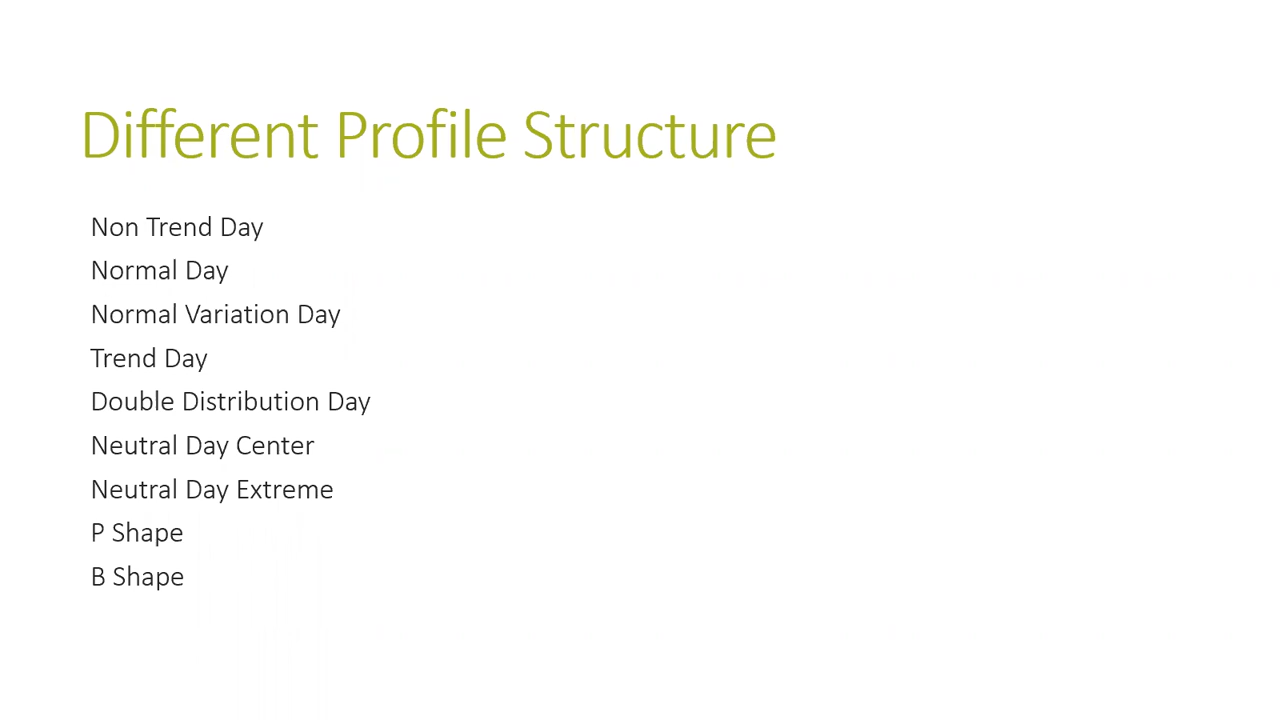 Different Profile Structure
Non Trend Day
Normal Day
Normal Variation Day
Trend Day
Double Distribution Day
Neutral Day Center
Neutral Day Extreme
P Shape
B Shape